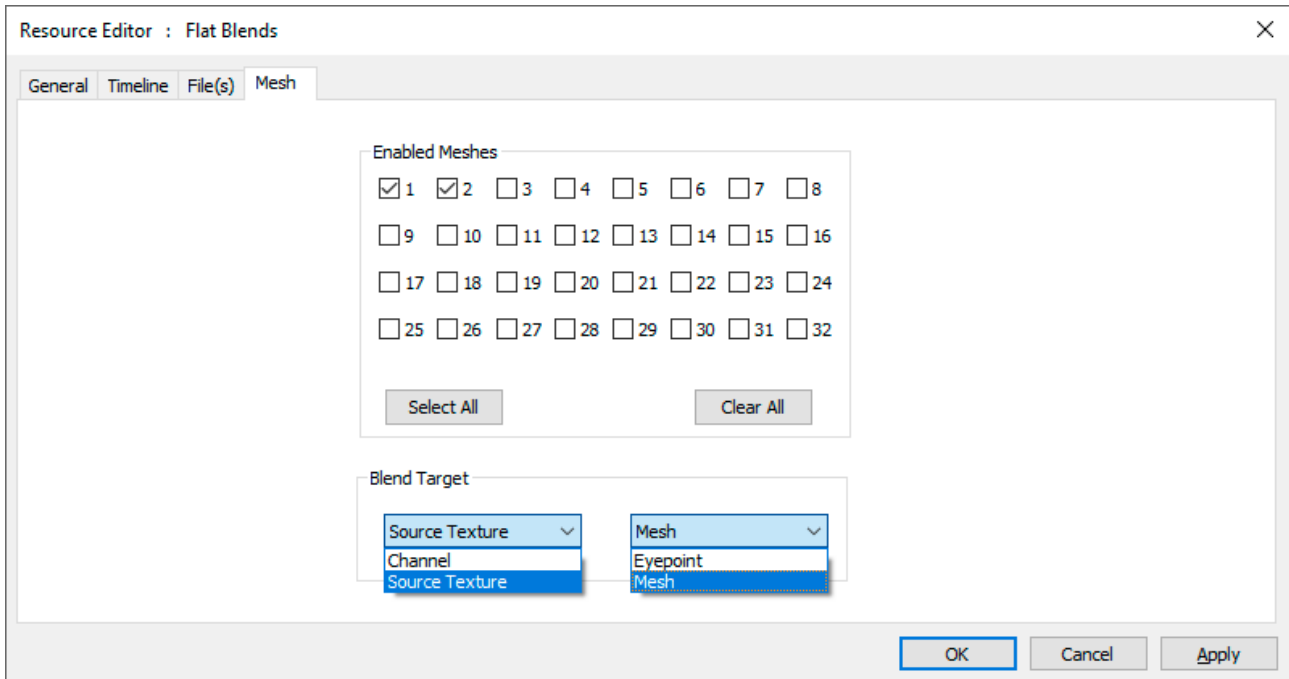 Resource Editor : Flat Blends
General Timeline File(s) Mesh
Enabled Meshes
1 2 3 4 5 6 7 8
9 10 11 12 13 14 15 16
17 18 19 20 21 22 23 24
25 26 27 28 29 30 31 32
Select All Clear All
Blend Target
Source Texture Mesh
Channel Eyepoint
Source Texture Mesh
OK Cancel Apply